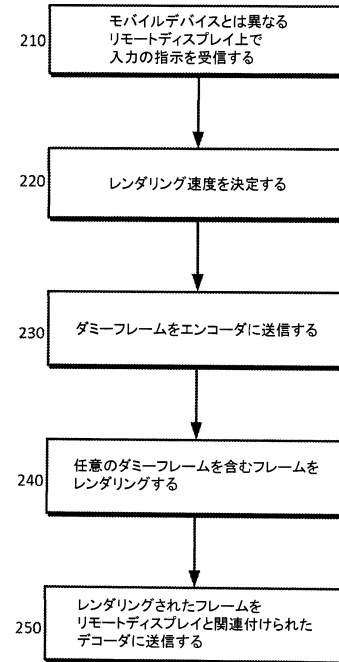 210
モバイルデバイスとは異なる
リモートディスプレイ上で
入力の指示を受信する
220
レンダリング速度を決定する
230
ダミーフレームをエンコーダに送信する
240
任意のダミーフレームを含むフレームを
レンダリングする
250
レンダリングされたフレームを
リモートディスプレイと関連付けられた
デコーダに送信する